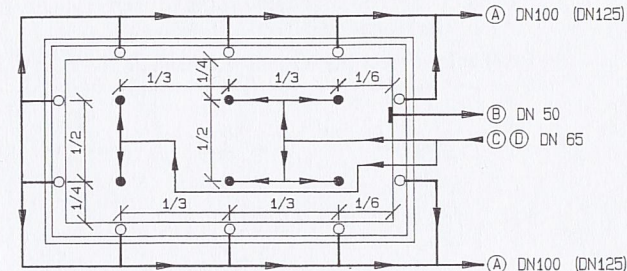 A DN100 (DN125)
1/3 1/4 1/3 1/6
B DN 50
1/2 1/2
C D DN 65
1/4 1/3 1/3 1/6
A DN100 (DN125)